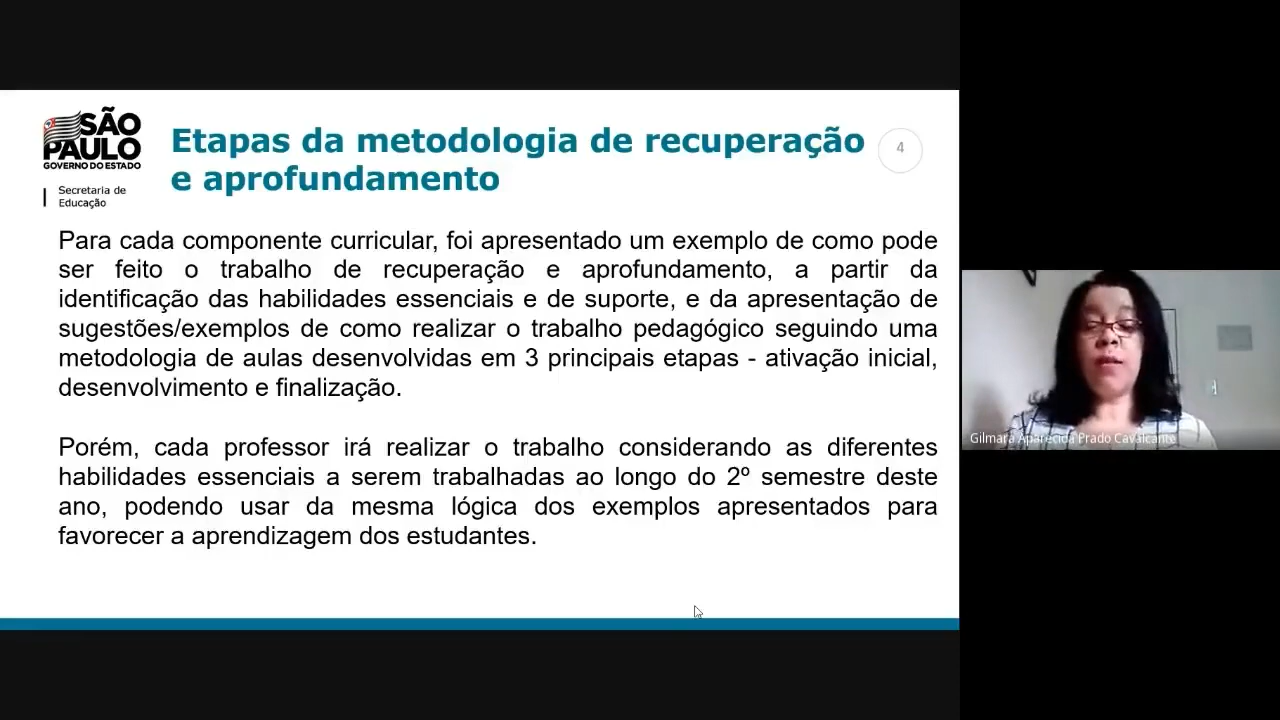 SÃO
PAULO
GOVERNO DO ESTADO
Secretaria de
Educação
Etapas da metodologia de recuperação
e aprofundamento
4
Para cada componente curricular, foi apresentado um exemplo de como pode
ser feito o trabalho de recuperação e aprofundamento, a partir da
identificação das habilidades essenciais e de suporte, e da apresentação de
sugestões/exemplos de como realizar o trabalho pedagógico seguindo uma
metodologia de aulas desenvolvidas em 3 principais etapas - ativação inicial,
desenvolvimento e finalização.
Porém, cada professor irá realizar o trabalho considerando as diferentes
habilidades essenciais a serem trabalhadas ao longo do 2º semestre deste
ano, podendo usar da mesma lógica dos exemplos apresentados para
favorecer a aprendizagem dos estudantes.
Gilmara Aparecida Prado Cavalcante